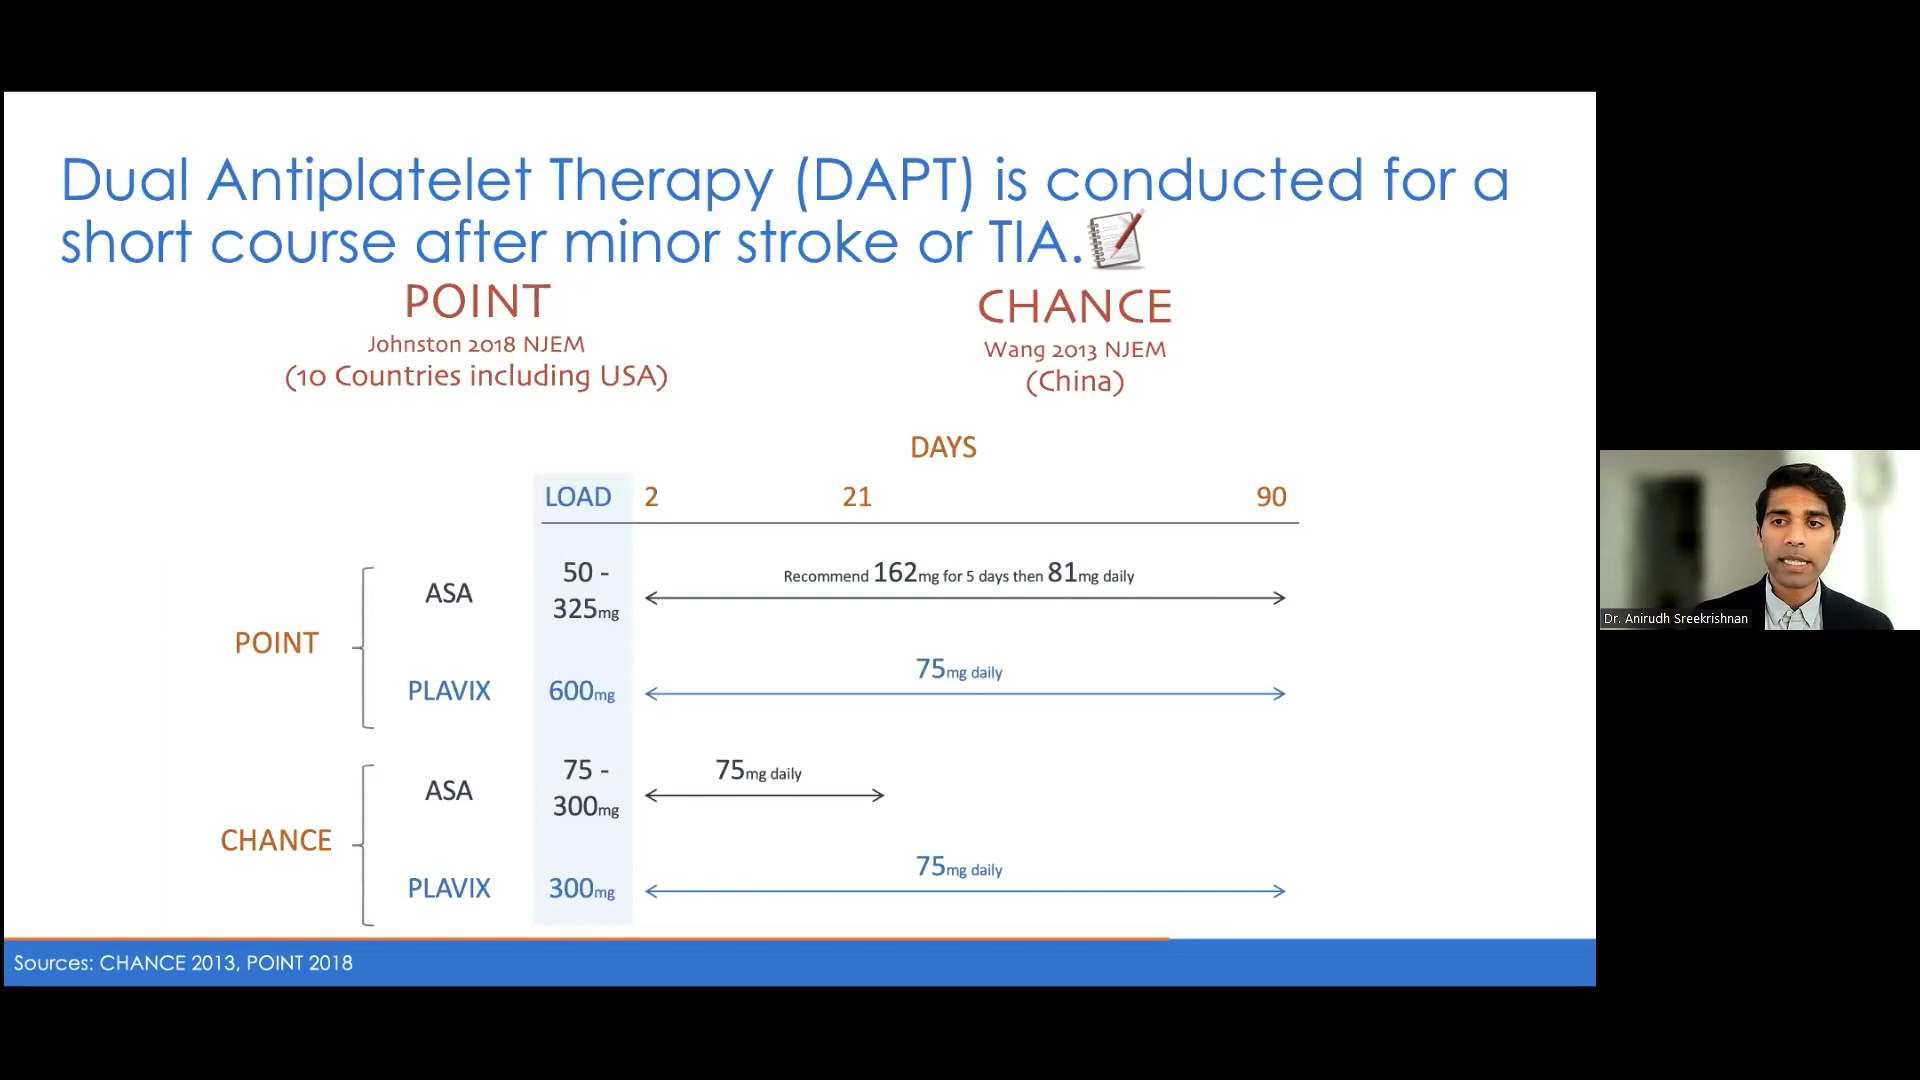 Dual Antiplatelet Therapy (DAPT) is conducted for a
short course after minor stroke or TIA.
POINT
Johnston 2018 NJEM
(10 Countries including USA)
CHANCE
Wang 2013 NJEM
(China)
DAYS
LOAD 2 21 90
POINT
ASA
50 -
325mg
Recommend 162mg for 5 days then 81mg daily
PLAVIX 600mg 75mg daily
CHANCE
ASA
75 -
300mg
75mg daily
PLAVIX 300mg 75mg daily
Sources: CHANCE 2013, POINT 2018
Dr. Anirudh Sreekrishnan